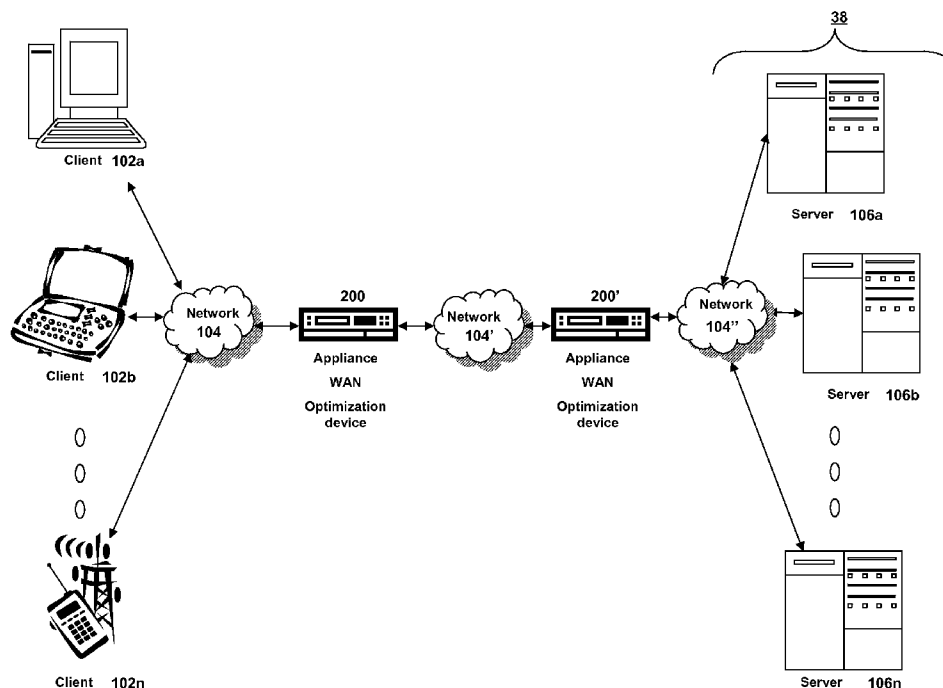 38
Client 102a
Server 106a
Network
104
200
Appliance
WAN
Optimization
device
Network
104'
200'
Appliance
WAN
Optimization
device
Network
104''
Client 102b
Server 106b
Client 102n
Server 106n